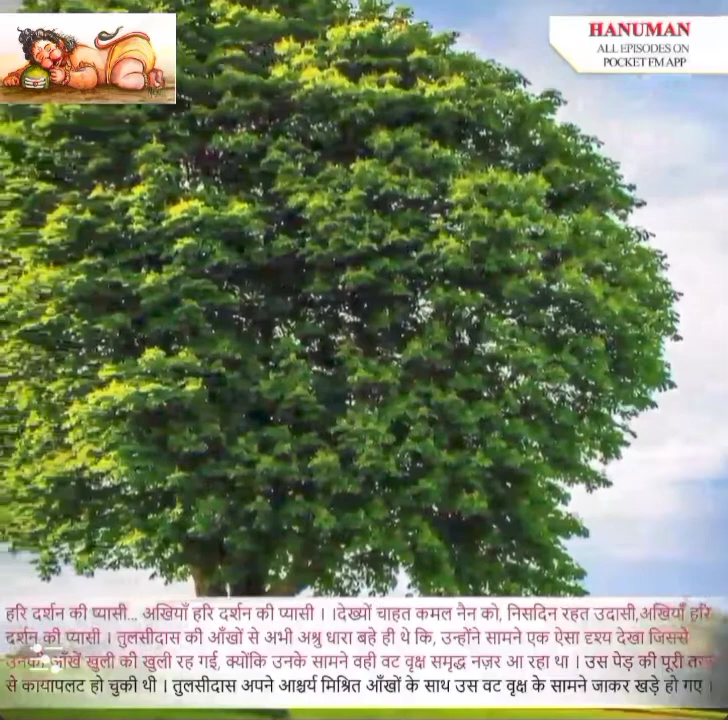 HANUMAN
ALL EPISODES ON
POCKET FM APP
हरि दर्शन की प्यासी... अखियाँ हरि दर्शन की प्यासी । ।देख्यों चाहत कमल नैन को, निसदिन रहत उदासी,अखियाँ हरि
दर्शन की प्यासी । तुलसीदास की आँखों से अभी अश्रु धारा बहे ही थे कि, उन्होंने सामने एक ऐसा दृश्य देखा जिससे
उनकी आँखें खुली की खुली रह गई, क्योंकि उनके सामने वही वट वृक्ष समृद्ध नज़र आ रहा था । उस पेड़ की पूरी तरह
से कायापलट हो चुकी थी । तुलसीदास अपने आश्चर्य मिश्रित आँखों के साथ उस वट वृक्ष के सामने जाकर खड़े हो गए ।